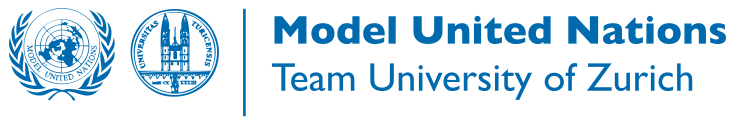 MODEL UNITED NATIONS
UNIVERSITAS TURICENSIS
Model United Nations
Team University of Zurich